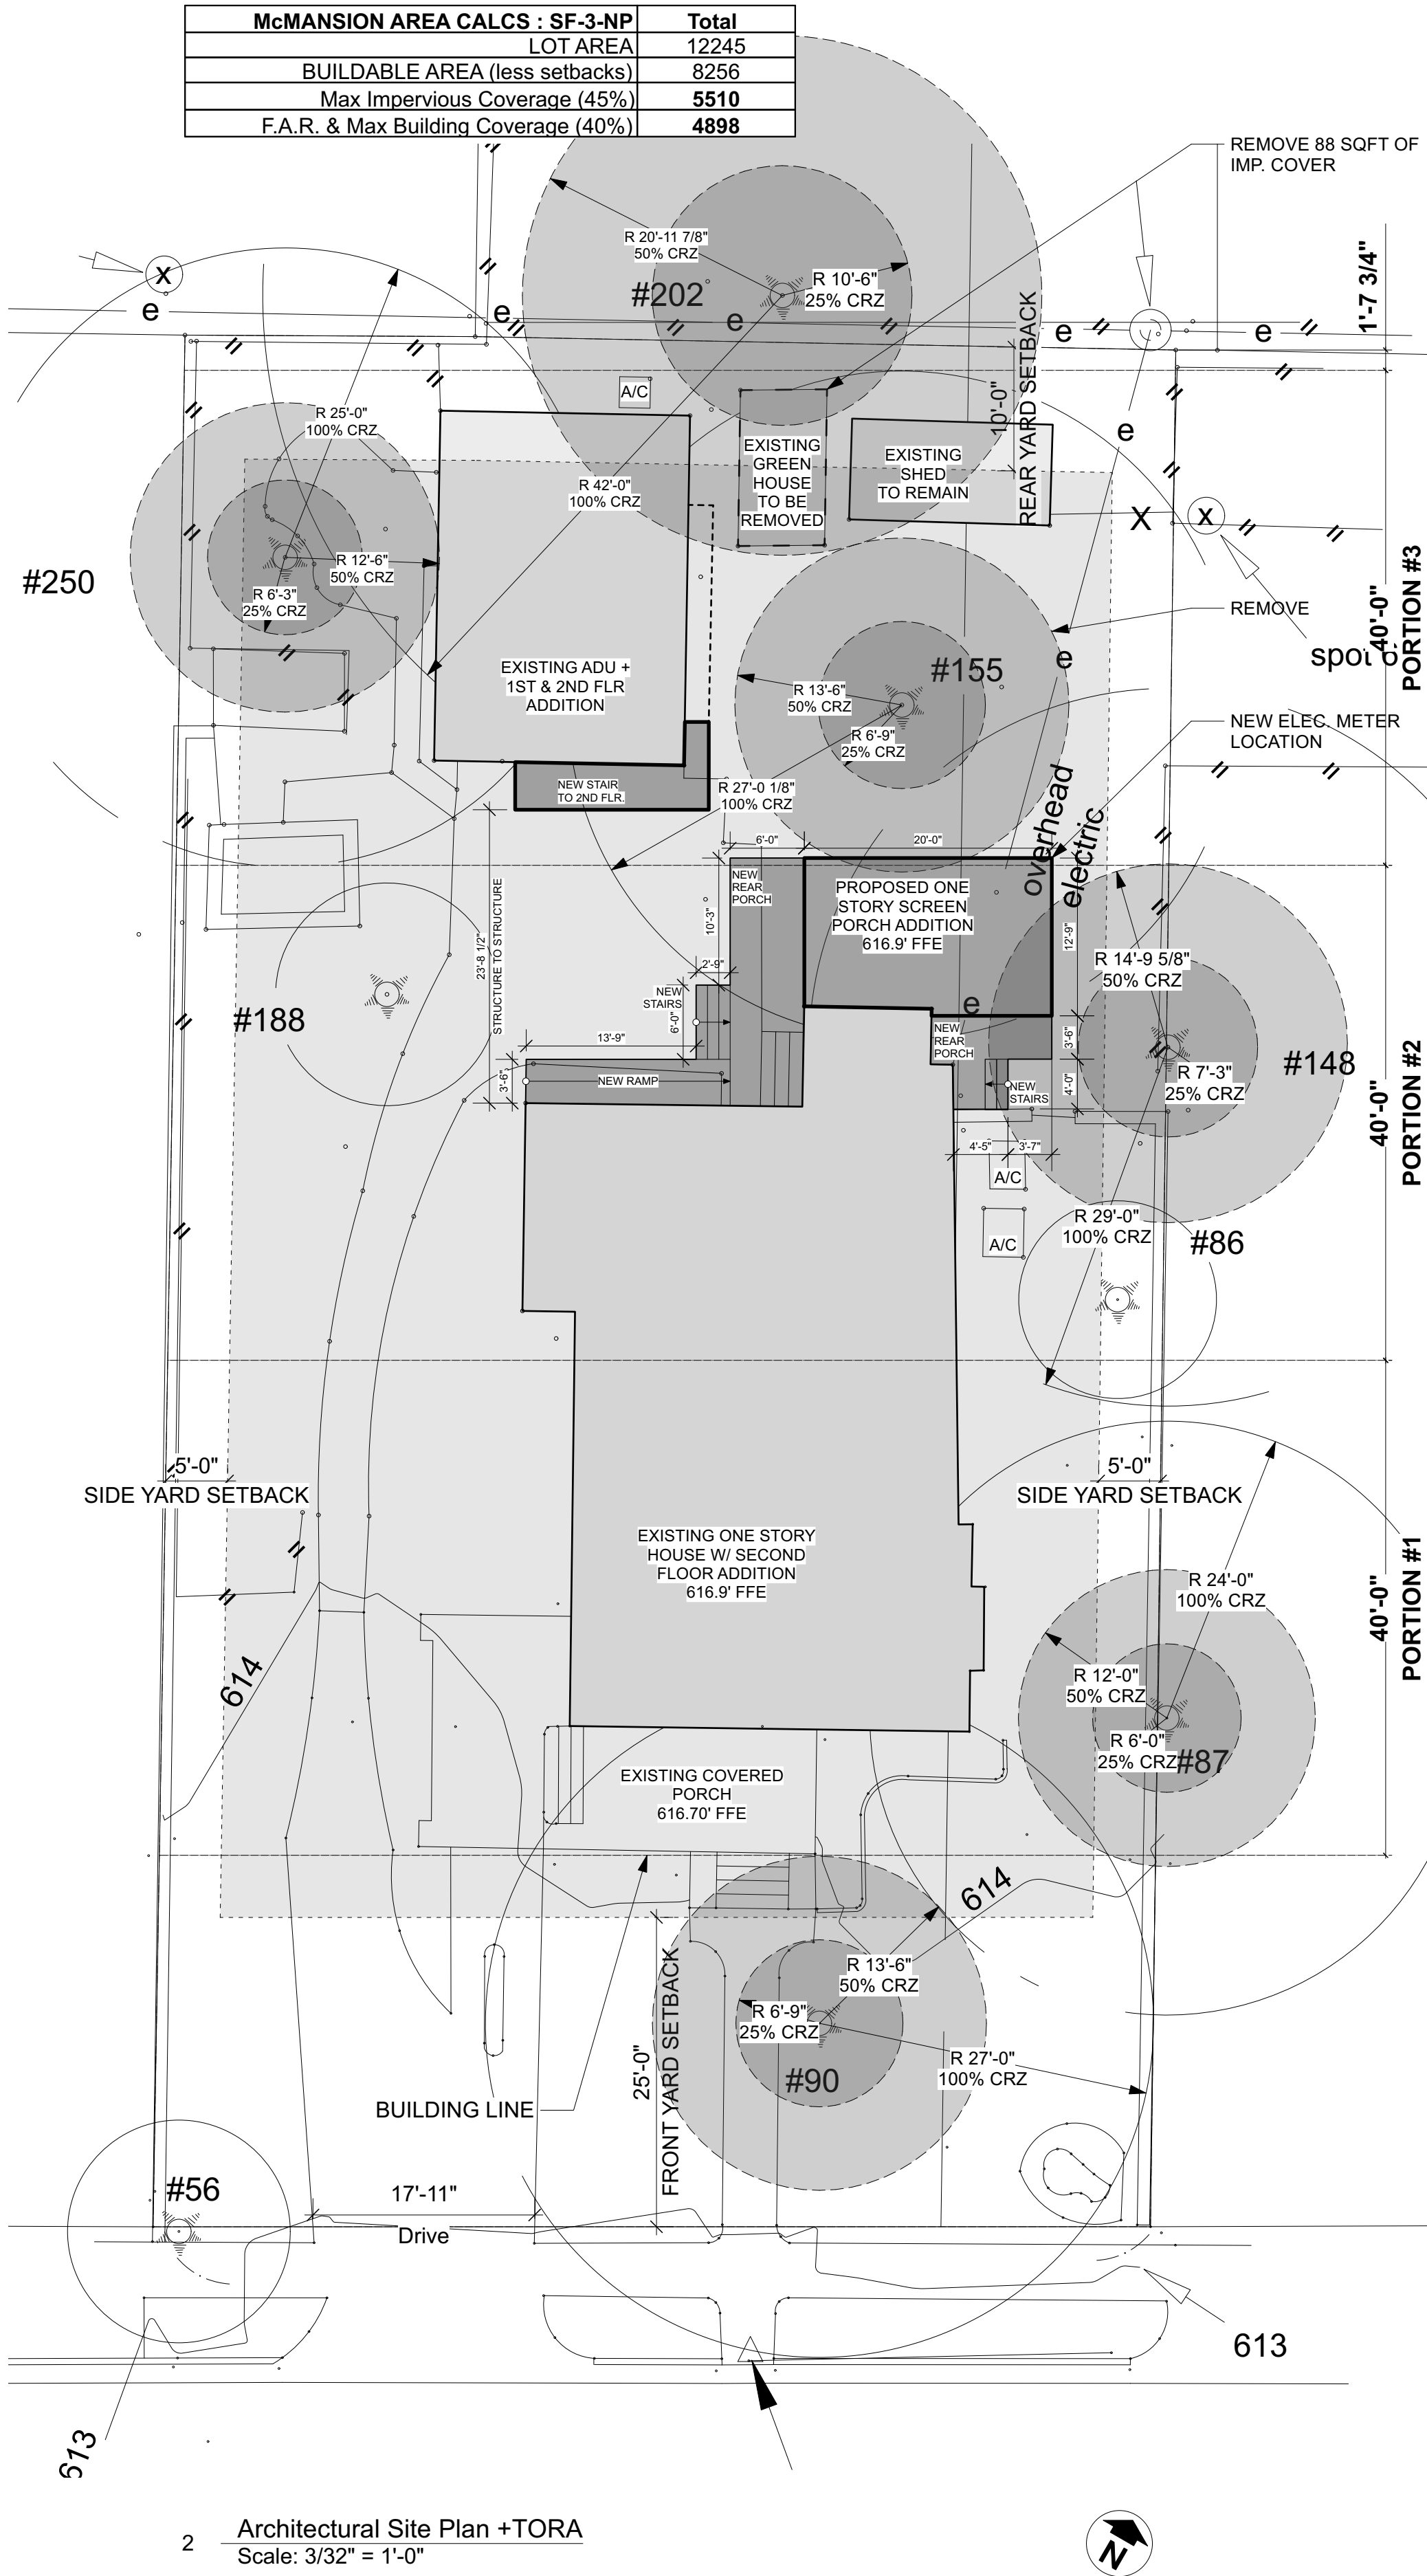 McMANSION AREA CALCS : SF-3-NP Total
LOT AREA 12245
BUILDABLE AREA (less setbacks) 8256
Max Impervious Coverage (45%) 5510
F.A.R. & Max Building Coverage (40%) 4898
REMOVE 88 SQFT OF
IMP. COVER
R 20'-11 7/8"
50% CRZ
R 10'-6"
25% CRZ
#202
1'-7 3/4"
X
e
e
e
e
e
10'-0"
REAR YARD SETBACK
A/C
R 25'-0"
100% CRZ
e
EXISTING
GREEN
HOUSE
TO BE
REMOVED
EXISTING
SHED
TO REMAIN
R 42'-0"
100% CRZ
X
X
#250
R 12'-6"
50% CRZ
R 6'-3"
25% CRZ
40'-0"
PORTION #3
REMOVE
spot
e
EXISTING ADU +
1ST & 2ND FLR
ADDITION
#155
R 13'-6"
50% CRZ
R 6'-9"
25% CRZ
NEW ELEC. METER
LOCATION
NEW STAIR
TO 2ND FLR.
R 27'-0 1/8"
100% CRZ
overhead
electric
6'-0"
20'-0"
NEW
REAR
PORCH
PROPOSED ONE
STORY SCREEN
PORCH ADDITION
616.9' FFE
10'-3"
12'-9"
23'-8 1/2"
STRUCTURE TO STRUCTURE
2'-9"
R 14'-9 5/8"
50% CRZ
NEW
STAIRS
6'-0"
e
#188
13'-9"
NEW
REAR
PORCH
3'-6"
#148
R 7'-3"
25% CRZ
3'-6"
NEW RAMP
NEW
STAIRS
4'-0"
40'-0"
PORTION #2
4'-5"
3'-7"
A/C
R 29'-0"
100% CRZ
#86
A/C
5'-0"
SIDE YARD SETBACK
5'-0"
SIDE YARD SETBACK
EXISTING ONE STORY
HOUSE W/ SECOND
FLOOR ADDITION
616.9' FFE
R 24'-0"
100% CRZ
40'-0"
PORTION #1
614
R 12'-0"
50% CRZ
R 6'-0"
25% CRZ
#87
EXISTING COVERED
PORCH
616.70' FFE
614
R 13'-6"
50% CRZ
R 6'-9"
25% CRZ
R 27'-0"
100% CRZ
#90
25'-0"
FRONT YARD SETBACK
BUILDING LINE
#56
17'-11"
Drive
613
613
2
Architectural Site Plan +TORA
Scale: 3/32" = 1'-0"
N